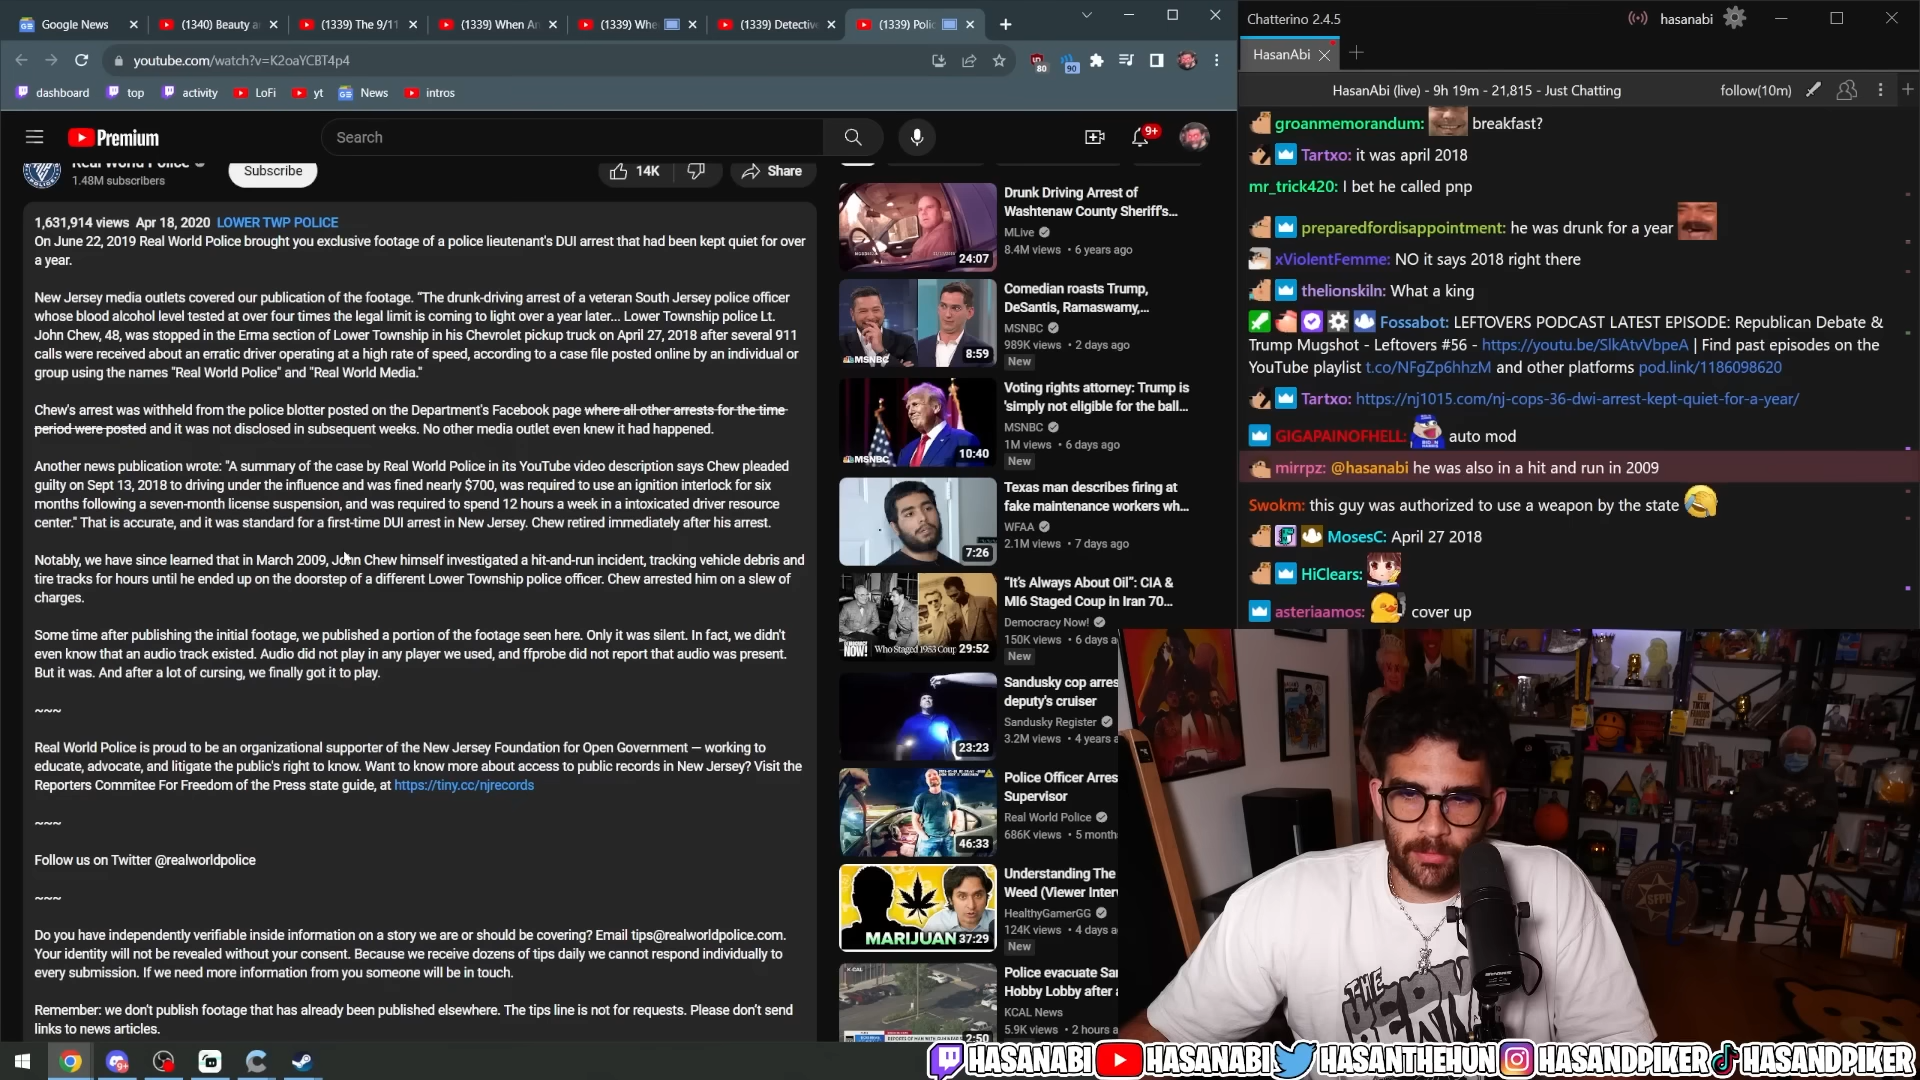 Google News
(1340) Beauty a
(1339) The 9/11
(1339) When An
(1339) Whe
(1339) Detectiv
(1339) Polic
youtube.com/watch?v=K2oaYCBT4p4
80
90
dashboard
top
activity
LoFi
yt
News
intros
Premium
Search
9+
Real World Police
1.48M subscribers
Subscribe
14K
Share
1,631,914 views Apr 18, 2020 LOWER TWP POLICE
On June 22, 2019 Real World Police brought you exclusive footage of a police lieutenant's DUI arrest that had been kept quiet for over
a year.
New Jersey media outlets covered our publication of the footage. "The drunk-driving arrest of a veteran South Jersey police officer
whose blood alcohol level tested at over four times the legal limit is coming to light over a year later... Lower Township police Lt.
John Chew, 48, was stopped in the Erma section of Lower Township in his Chevrolet pickup truck on April 27, 2018 after several 911
calls were received about an erratic driver operating at a high rate of speed, according to a case file posted online by an individual or
group using the names "Real World Police" and "Real World Media."
Chew's arrest was withheld from the police blotter posted on the Department's Facebook page where all other arrests for the time
period were posted and it was not disclosed in subsequent weeks. No other media outlet even knew it had happened.
Another news publication wrote: "A summary of the case by Real World Police in its YouTube video description says Chew pleaded
guilty on Sept 13, 2018 to driving under the influence and was fined nearly $700, was required to use an ignition interlock for six
months following a seven-month license suspension, and was required to spend 12 hours a week in a intoxicated driver resource
center." That is accurate, and it was standard for a first-time DUI arrest in New Jersey. Chew retired immediately after his arrest.
Notably, we have since learned that in March 2009, John Chew himself investigated a hit-and-run incident, tracking vehicle debris and
tire tracks for hours until he ended up on the doorstep of a different Lower Township police officer. Chew arrested him on a slew of
charges.
Some time after publishing the initial footage, we published a portion of the footage seen here. Only it was silent. In fact, we didn't
even know that an audio track existed. Audio did not play in any player we used, and ffprobe did not report that audio was present.
But it was. And after a lot of cursing, we finally got it to play.
~~~
Real World Police is proud to be an organizational supporter of the New Jersey Foundation for Open Government — working to
educate, advocate, and litigate the public's right to know. Want to know more about access to public records in New Jersey? Visit the
Reporters Commitee For Freedom of the Press state guide, at https://tiny.cc/njrecords
~~~
Follow us on Twitter @realworldpolice
~~~
Do you have independently verifiable inside information on a story we are or should be covering? Email tips@realworldpolice.com.
Your identity will not be revealed without your consent. Because we receive dozens of tips daily we cannot respond individually to
every submission. If we need more information from you someone will be in touch.
Remember: we don't publish footage that has already been published elsewhere. The tips line is not for requests. Please don't send
links to news articles.
24:07
Drunk Driving Arrest of
Washtenaw County Sheriff's...
MLive
8.4M views • 6 years ago
MSNBC
8:59
Comedian roasts Trump,
DeSantis, Ramaswamy,...
MSNBC
989K views • 2 days ago
New
MSNBC
10:40
Voting rights attorney: Trump is
'simply not eligible for the ball...
MSNBC
1M views • 6 days ago
New
7:26
Texas man describes firing at
fake maintenance workers wh...
WFAA
2.1M views • 7 days ago
DEMOCRACY NOW!
Who Staged 1953 Coup
29:52
"It's Always About Oil": CIA &
MI6 Staged Coup in Iran 70...
Democracy Now!
150K views • 6 days a
New
23:23
Sandusky cop arres
deputy's cruiser
Sandusky Register
3.2M views • 4 years a
46:33
Police Officer Arres
Supervisor
Real World Police
686K views • 5 month
MARIJUAN
37:29
Understanding The
Weed (Viewer Interv
HealthyGamerGG
124K views • 4 days a
New
KCAL
2:50
Police evacuate Sar
Hobby Lobby after a
KCAL News
5.9K views • 2 hours a
Chatterino 2.4.5
hasanabi
HasanAbi
HasanAbi (live) - 9h 19m - 21,815 - Just Chatting
follow(10m)
groanmemorandum: breakfast?
Tartxo: it was april 2018
mr_trick420: I bet he called pnp
preparedfordisappointment: he was drunk for a year
xViolentFemme: NO it says 2018 right there
thelionskiln: What a king
Fossabot: LEFTOVERS PODCAST LATEST EPISODE: Republican Debate &
Trump Mugshot - Leftovers #56 - https://youtu.be/SlkAtvVbpeA | Find past episodes on the
YouTube playlist t.co/NFgZp6hhzM and other platforms pod.link/1186098620
Tartxo: https://nj1015.com/nj-cops-36-dwi-arrest-kept-quiet-for-a-year/
GIGAPAINOFHELL: auto mod
mirrpz: @hasanabi he was also in a hit and run in 2009
Swokm: this guy was authorized to use a weapon by the state
MosesC: April 27 2018
HiClears:
asteriaamos: cover up
THE
HASANABI
HASANABI
HASANTHEHUN
HASANDPIKER
HASANDPIKER